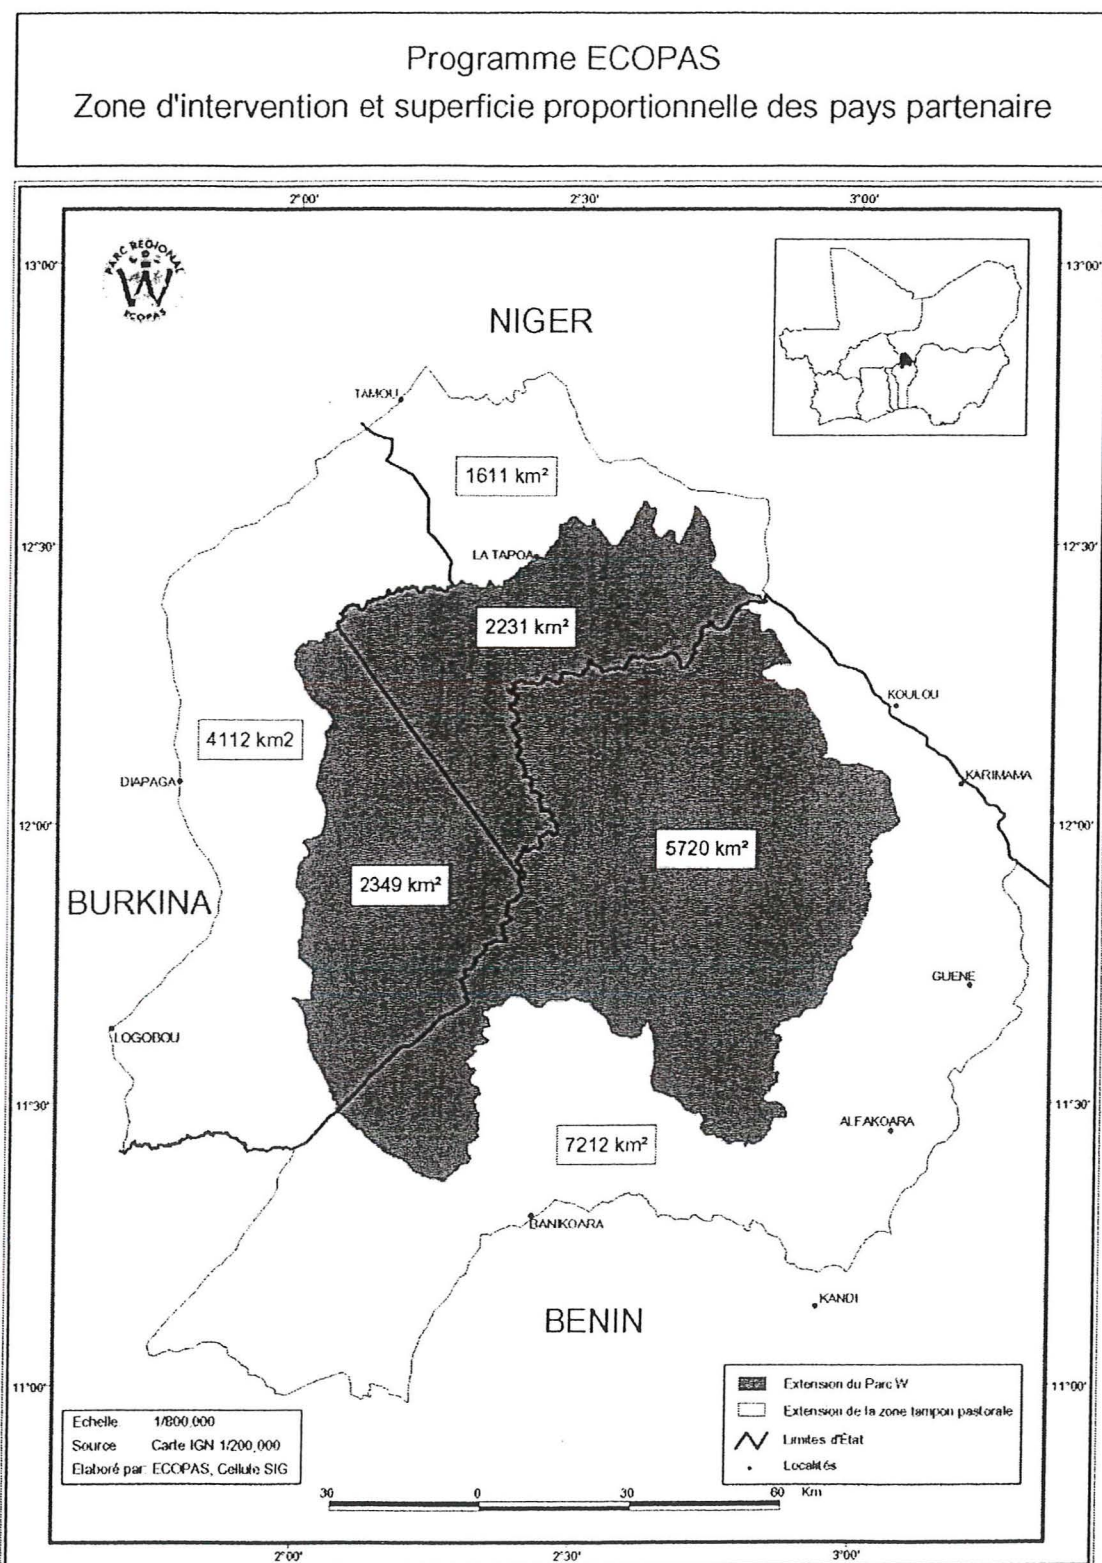 Programme ECOPAS
Zone d'intervention et superficie proportionnelle des pays partenaire
2°00'
2°30'
3°00'
13°00'
13°00'
PARC REGIONAL
W
ECOPAS
NIGER
TAMOU
1611 km²
12°30'
LA TAPOA
12°30'
2231 km²
KOULOU
4112 km2
DIAPAGA
KARIMAMA
12°00'
12°00'
5720 km²
2349 km²
BURKINA
GUENE
LOGOBOU
11°30'
11°30'
ALFAKOARA
7212 km²
BANIKOARA
KANDI
BENIN
11°00'
11°00'
Extension du Parc W
Extension de la zone tampon pastorale
Limites d'État
Localités
Echelle 1/800,000
Source Carte IGN 1/200,000
Elaboré par: ECOPAS, Cellule SIG
30 0 30 60 Km
2°00'
2°30'
3°00'